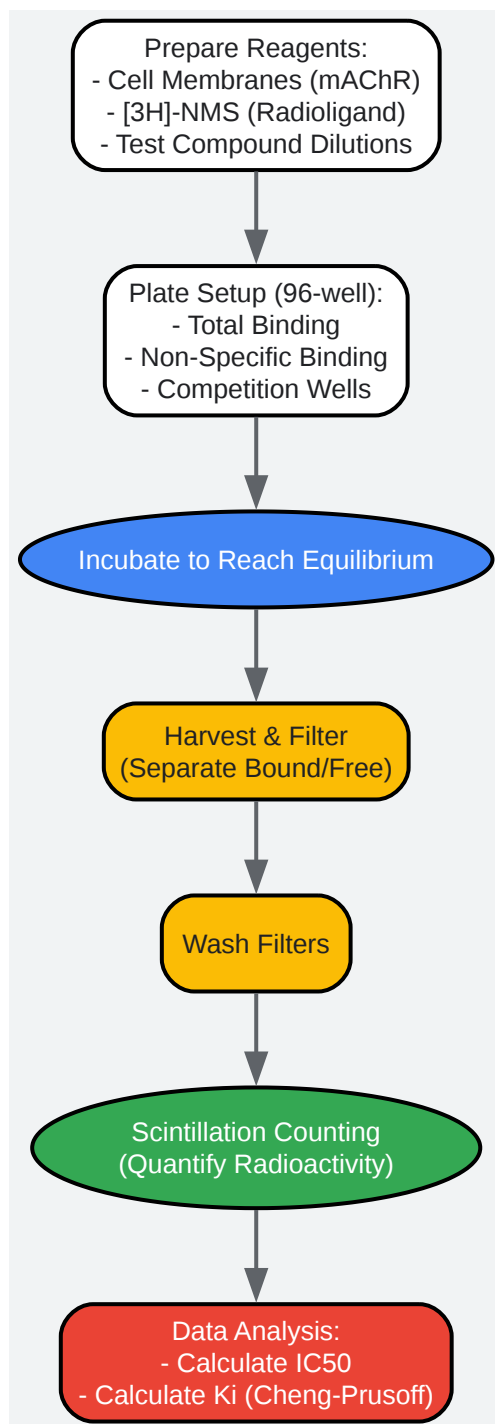 Prepare Reagents:
- Cell Membranes (mAChR)
- [3H]-NMS (Radioligand)
- Test Compound Dilutions
Plate Setup (96-well):
- Total Binding
- Non-Specific Binding
- Competition Wells
Incubate to Reach Equilibrium
Harvest & Filter
(Separate Bound/Free)
Wash Filters
Scintillation Counting
(Quantify Radioactivity)
Data Analysis:
- Calculate IC50
- Calculate Ki (Cheng-Prusoff)